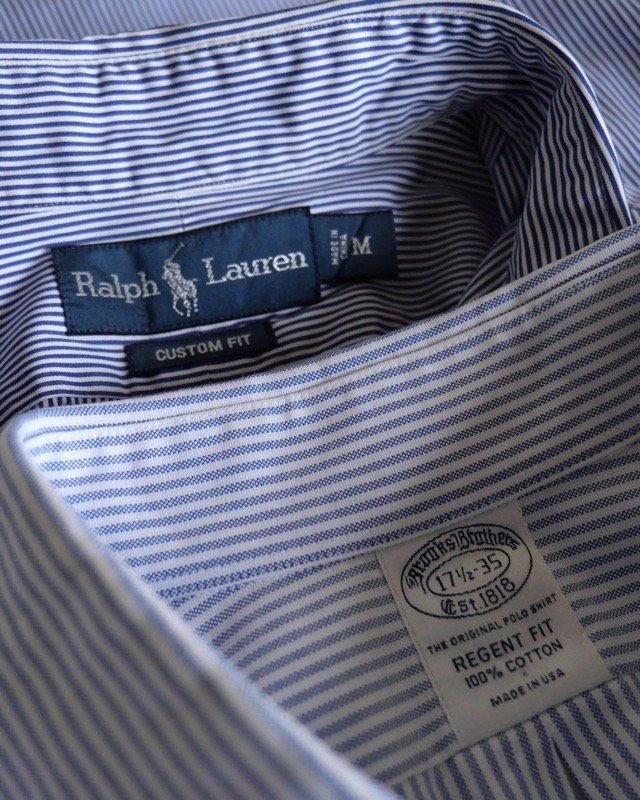 Ralph Lauren
MADE IN
CHINA
M
CUSTOM FIT
Brooks Brothers
17½-35
Est. 1818
THE ORIGINAL POLO SHIRT
REGENT FIT
100% COTTON
MADE IN USA